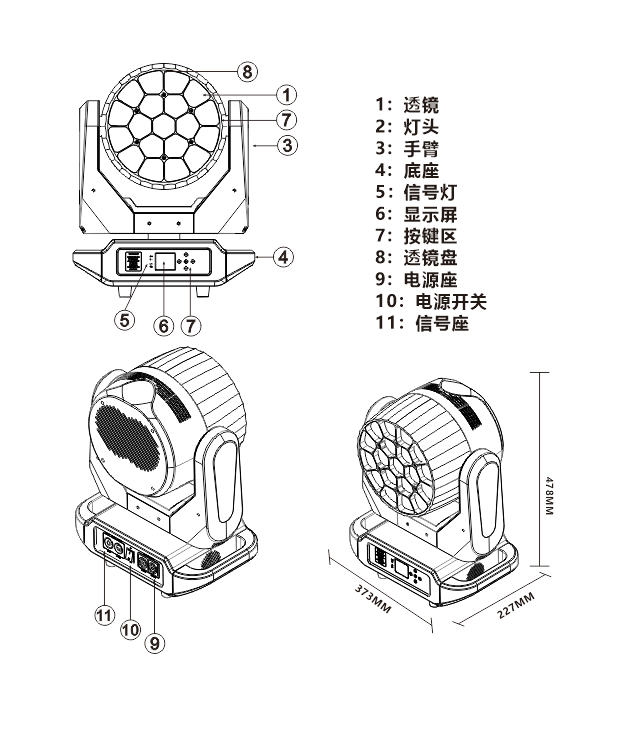 8
1
7
3
4
5
6
7
1：透镜
2：灯头
3：手臂
4：底座
5：信号灯
6：显示屏
7：按键区
8：透镜盘
9：电源座
10：电源开关
11：信号座
11
10
9
478MM
373MM
227MM